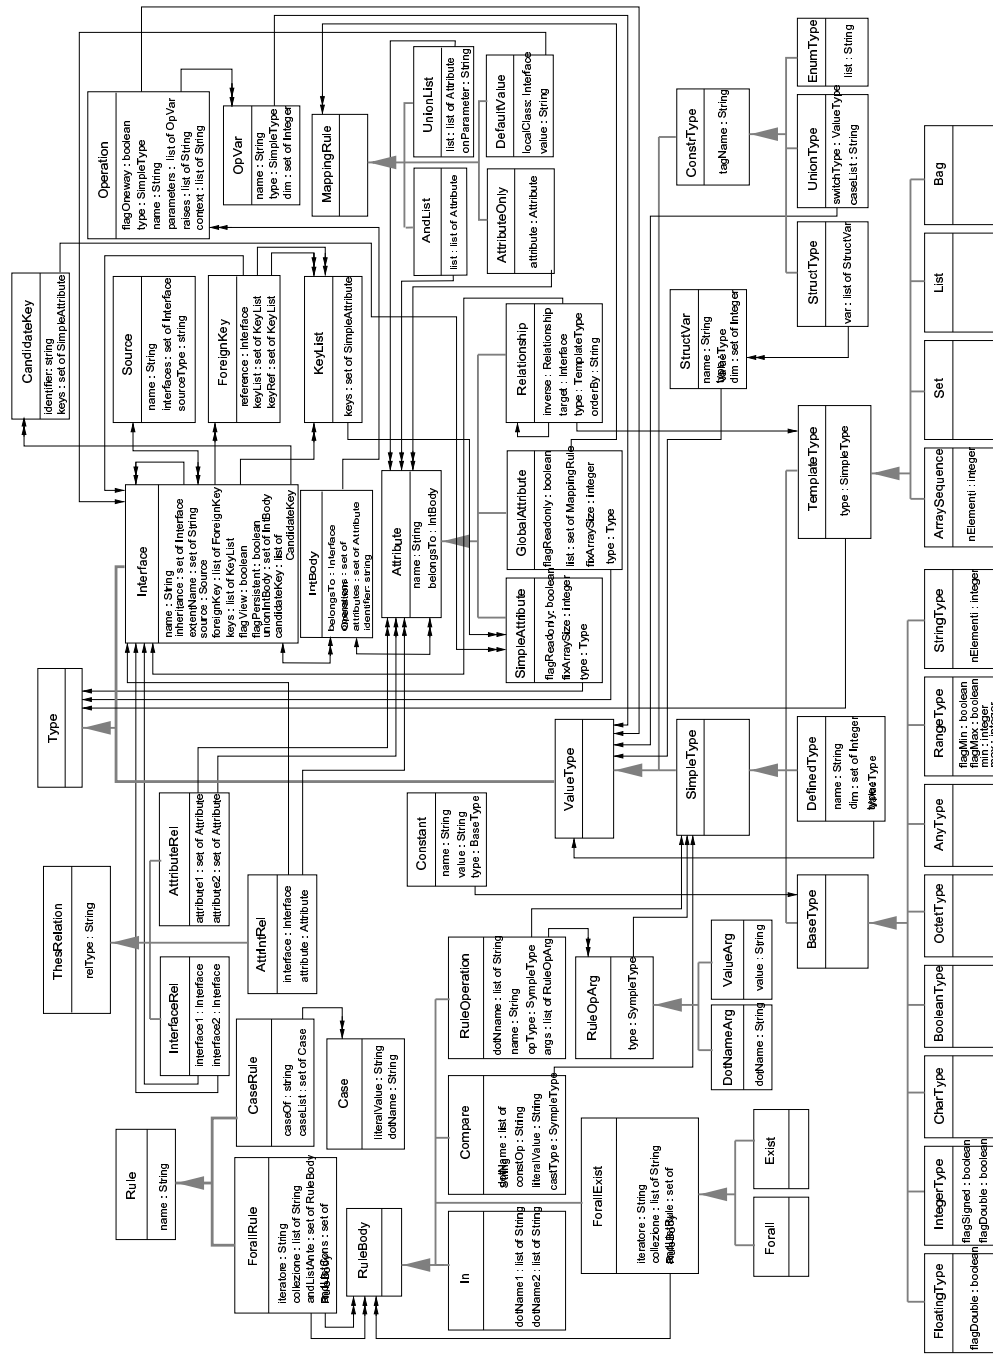 CandidateKey
identifier: string
keys : set of SimpleAttribute
Operation
flagOneway : boolean
type : SimpleType
name : String
parameters : list of OpVar
raises : list of String
context : list of String
OpVar
name : String
type : SimpleType
dim : set of Integer
MappingRule
UnionList
list : list of Attribute
onParameter : String
AndList
list : list of Attribute
DefaultValue
localClass: Interface
value : String
AttributeOnly
attribute : Attribute
ConstrType
tagName : String
EnumType
list : String
UnionType
switchType : ValueType
caseList : String
StructType
var : list of StructVar
StructVar
name : String
dim : set of Integer
Bag
List
Set
ArraySequence
nElementi : integer
TemplateType
type : SimpleType
Source
name : String
interfaces : set of Interface
sourceType : string
ForeignKey
reference : Interface
keyList : set of KeyList
keyRef : set of KeyList
KeyList
keys : set of SimpleAttribute
Relationship
inverse : Relationship
target : Interface
type : TemplateType
orderBy : String
GlobalAttribute
flagReadonly : boolean
list : set of MappingRule
fixArraySize : integer
type : Type
SimpleAttribute
flagReadonly: boolean
fixArraySize : integer
type : Type
Attribute
name : String
belongsTo : IntBody
IntBody
belongsTo : Interface
attributes : set of Attribute
identifier: string
Interface
name : String
inheritance : set of Interface
extentName : set of String
source : Source
foreignKey : list of ForeignKey
keys : list of KeyList
flagView : boolean
flagPersistent : boolean
unionIntBody : set of IntBody
candidateKey : list of
CandidateKey
Type
ValueType
SimpleType
DefinedType
name : String
dim : set of Integer
StringType
nElementi : integer
RangeType
flagMin : boolean
flagMax : boolean
min : integer
AnyType
OctetType
BooleanType
CharType
IntegerType
flagSigned : boolean
flagDouble : boolean
FloatingType
flagDouble : boolean
BaseType
Constant
name : String
value : String
type : BaseType
ThesRelation
relType : String
AttributeRel
attribute1 : set of Attribute
attribute2 : set of Attribute
InterfaceRel
interface1 : Interface
interface2 : Interface
AttrIntRel
interface : Interface
attribute : Attribute
RuleOperation
dotNname : list of String
name : String
opType : SympleType
args : list of RuleOpArg
RuleOpArg
type : SympleType
ValueArg
value : String
DotNameArg
dotName : String
Rule
name : String
CaseRule
caseOf : string
caseList : set of Case
Case
literalValue : String
dotName : String
ForallRule
iteratore : String
collezione : list of String
andListAnte : set of RuleBody
RuleBody
Compare
constOp : String
literalValue : String
castType : SympleType
In
dotName1 : list of String
dotName2 : list of String
ForallExist
iteratore : String
collezione : list of String
Exist
Forall